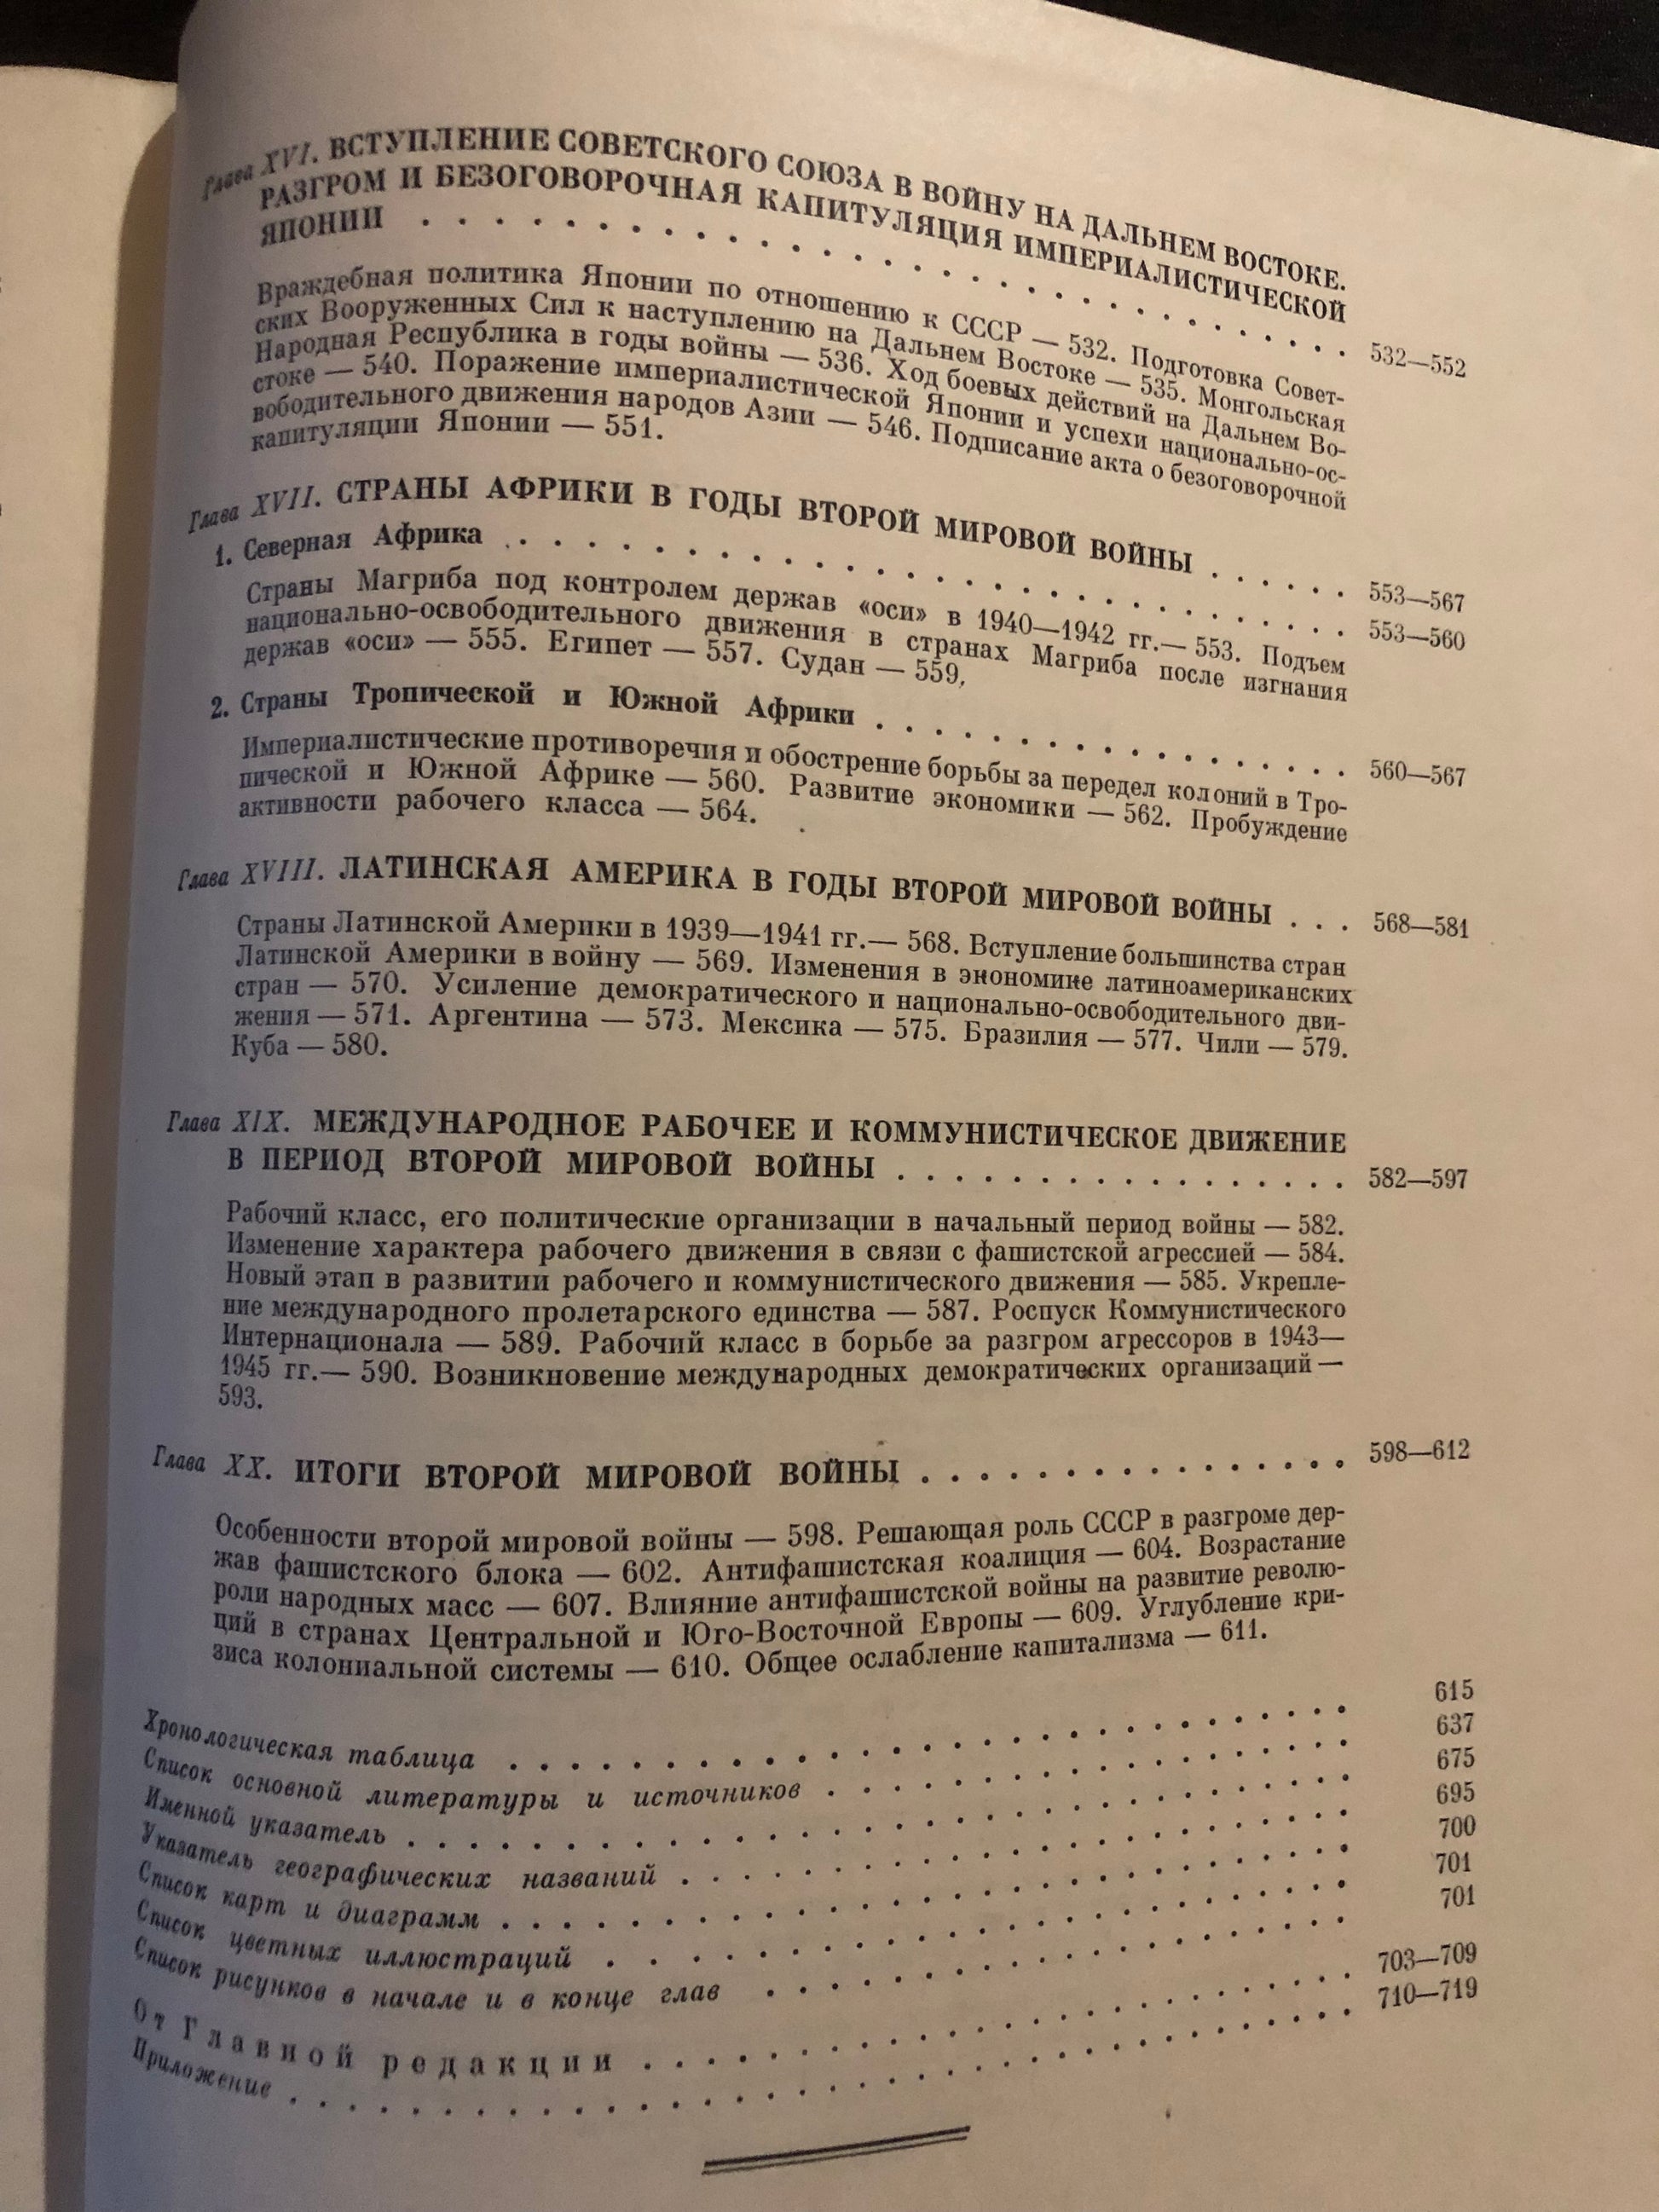 Глава XVI. ВСТУПЛЕНИЕ СОВЕТСКОГО СОЮЗА В ВОЙНУ НА ДАЛЬНЕМ ВОСТОКЕ.
РАЗГРОМ И БЕЗОГОВОРОЧНАЯ КАПИТУЛЯЦИЯ ИМПЕРИАЛИСТИЧЕСКОЙ
ЯПОНИИ . . . . . . . . . . . . . . . . . . . . . . . . . . . 532—552
Враждебная политика Японии по отношению к СССР — 532. Подготовка Совет-
ских Вооруженных Сил к наступлению на Дальнем Востоке — 535. Монгольская
Народная Республика в годы войны — 536. Ход боевых действий на Дальнем Во-
стоке — 540. Поражение империалистической Японии и успехи национально-ос-
вободительного движения народов Азии — 546. Подписание акта о безоговорочной
капитуляции Японии — 551.
Глава XVII. СТРАНЫ АФРИКИ В ГОДЫ ВТОРОЙ МИРОВОЙ ВОЙНЫ . . . . . . 553—567
1. Северная Африка . . . . . . . . . . . . . . . . . . . . . . . . 553—560
Страны Магриба под контролем держав «оси» в 1940—1942 гг.— 553. Подъем
национально-освободительного движения в странах Магриба после изгнания
держав «оси» — 555. Египет — 557. Судан — 559.
2. Страны Тропической и Южной Африки . . . . . . . . . . . . . . . . . 560—567
Империалистические противоречия и обострение борьбы за передел колоний в Тро-
пической и Южной Африке — 560. Развитие экономики — 562. Пробуждение
активности рабочего класса — 564.
Глава XVIII. ЛАТИНСКАЯ АМЕРИКА В ГОДЫ ВТОРОЙ МИРОВОЙ ВОЙНЫ . . . 568—581
Страны Латинской Америки в 1939—1941 гг.— 568. Вступление большинства стран
Латинской Америки в войну — 569. Изменения в экономике латиноамериканских
стран — 570. Усиление демократического и национально-освободительного дви-
жения — 571. Аргентина — 573. Мексика — 575. Бразилия — 577. Чили — 579.
Куба — 580.
Глава XIX. МЕЖДУНАРОДНОЕ РАБОЧЕЕ И КОММУНИСТИЧЕСКОЕ ДВИЖЕНИЕ
В ПЕРИОД ВТОРОЙ МИРОВОЙ ВОЙНЫ . . . . . . . . . . . . . . . . . 582—597
Рабочий класс, его политические организации в начальный период войны — 582.
Изменение характера рабочего движения в связи с фашистской агрессией — 584.
Новый этап в развитии рабочего и коммунистического движения — 585. Укрепле-
ние международного пролетарского единства — 587. Роспуск Коммунистического
Интернационала — 589. Рабочий класс в борьбе за разгром агрессоров в 1943—
1945 гг.— 590. Возникновение международных демократических организаций —
593.
Глава XX. ИТОГИ ВТОРОЙ МИРОВОЙ ВОЙНЫ . . . . . . . . . . . . . . . . 598—612
Особенности второй мировой войны — 598. Решающая роль СССР в разгроме дер-
жав фашистского блока — 602. Антифашистская коалиция — 604. Возрастание
роли народных масс — 607. Влияние антифашистской войны на развитие револю-
ций в странах Центральной и Юго-Восточной Европы — 609. Углубление кри-
зиса колониальной системы — 610. Общее ослабление капитализма — 611.
Хронологическая таблица . . . . . . . . . . . . . . . . . . . . . 615
Список основной литературы и источников . . . . . . . . . . . . . . . 637
Именной указатель . . . . . . . . . . . . . . . . . . . . . . . . 675
Указатель географических названий . . . . . . . . . . . . . . . . . . 695
Список карт и диаграмм . . . . . . . . . . . . . . . . . . . . . . 700
Список цветных иллюстраций . . . . . . . . . . . . . . . . . . . . 701
Список рисунков в начале и в конце глав . . . . . . . . . . . . . . . . 701
От Главной редакции . . . . . . . . . . . . . . . . . . . . . . . 703—709
Приложение . . . . . . . . . . . . . . . . . . . . . . . . . . . 710—719